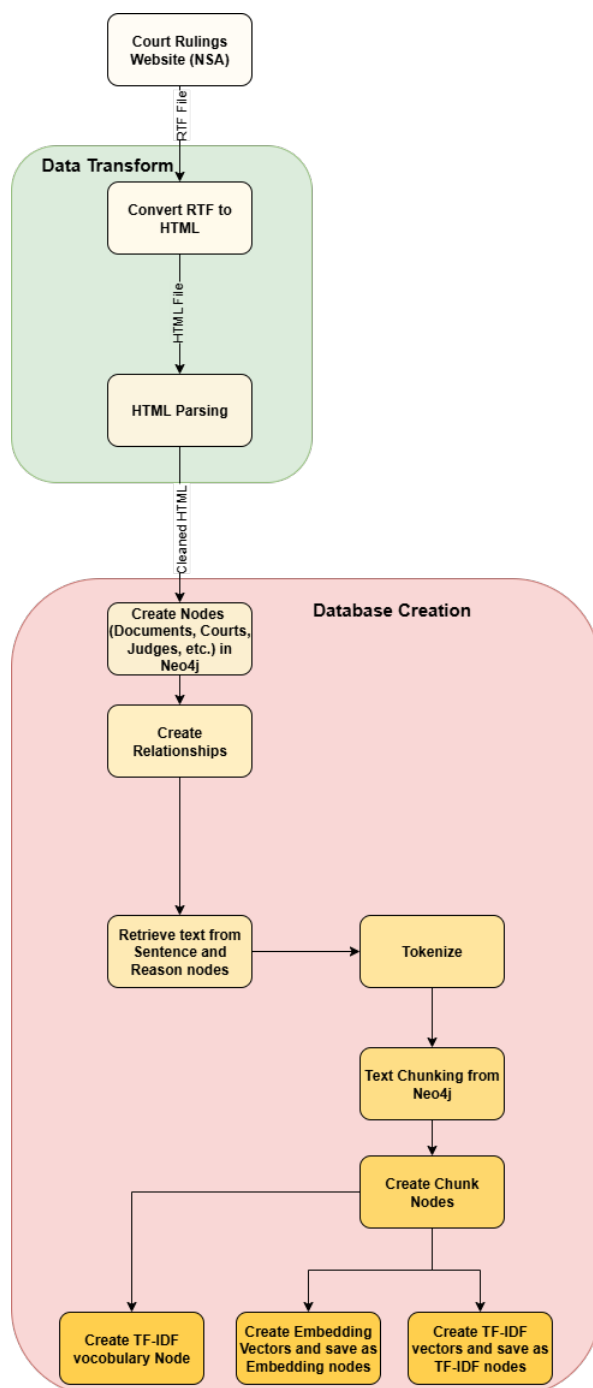 Court Rulings
Website (NSA)
RTF File
Data Transform
Convert RTF to
HTML
HTML File
HTML Parsing
Cleaned HTML
Database Creation
Create Nodes
(Documents, Courts,
Judges, etc.) in
Neo4j
Create
Relationships
Retrieve text from
Sentence and
Reason nodes
Tokenize
Text Chunking from
Neo4j
Create Chunk
Nodes
Create TF-IDF
vocobulary Node
Create Embedding
Vectors and save as
Embedding nodes
Create TF-IDF
vectors and save as
TF-IDF nodes